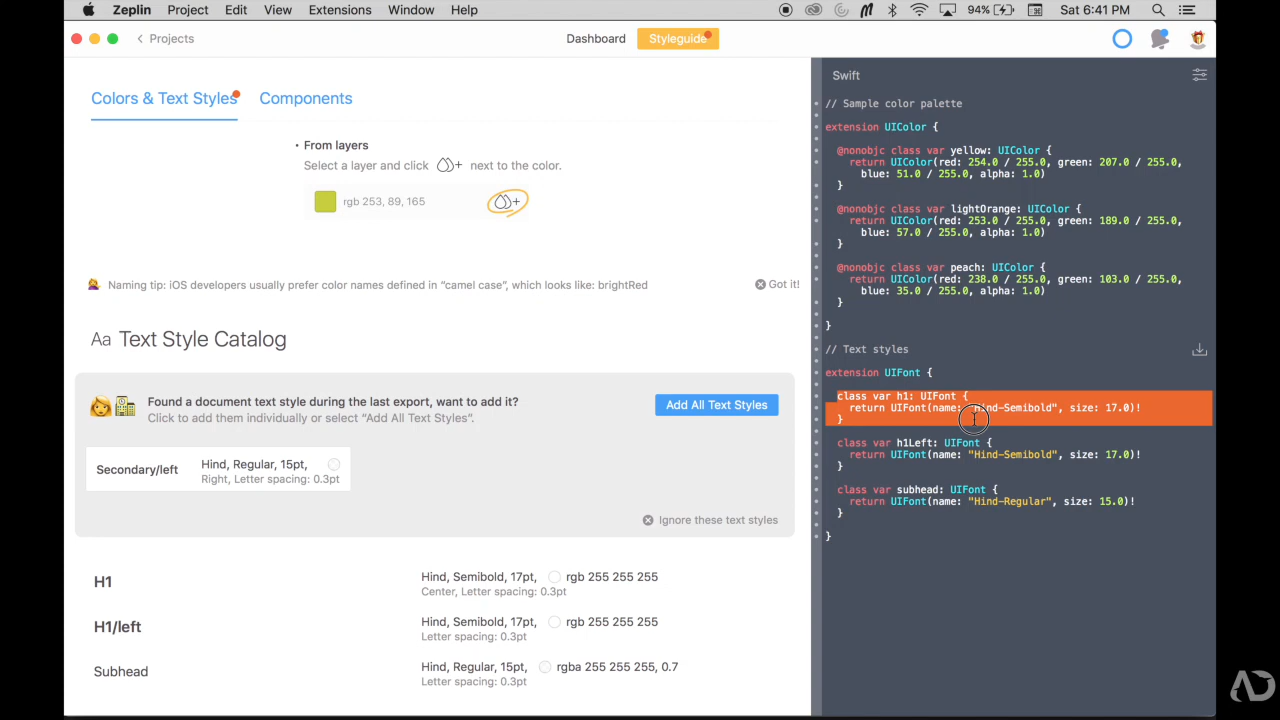 Zeplin Project Edit View Extensions Window Help 94% Sat 6:41 PM
Projects Dashboard Styleguide
Colors & Text Styles Components
From layers
Select a layer and click next to the color.
rgb 253, 89, 165
Naming tip: iOS developers usually prefer color names defined in “camel case”, which looks like: brightRed Got it!
Aa Text Style Catalog
Found a document text style during the last export, want to add it?
Click to add them individually or select “Add All Text Styles”.
Add All Text Styles
Secondary/left Hind, Regular, 15pt,
Right, Letter spacing: 0.3pt
Ignore these text styles
H1 Hind, Semibold, 17pt, rgb 255 255 255
Center, Letter spacing: 0.3pt
H1/left Hind, Semibold, 17pt, rgb 255 255 255
Letter spacing: 0.3pt
Subhead Hind, Regular, 15pt, rgba 255 255 255, 0.7
Letter spacing: 0.3pt
Swift
// Sample color palette
extension UIColor {
@nonobjc class var yellow: UIColor {
return UIColor(red: 254.0 / 255.0, green: 207.0 / 255.0,
blue: 51.0 / 255.0, alpha: 1.0)
}
@nonobjc class var lightOrange: UIColor {
return UIColor(red: 253.0 / 255.0, green: 189.0 / 255.0,
blue: 57.0 / 255.0, alpha: 1.0)
}
@nonobjc class var peach: UIColor {
return UIColor(red: 238.0 / 255.0, green: 103.0 / 255.0,
blue: 35.0 / 255.0, alpha: 1.0)
}
}
// Text styles
extension UIFont {
class var h1: UIFont {
return UIFont(name: "Hind-Semibold", size: 17.0)!
}
class var h1Left: UIFont {
return UIFont(name: "Hind-Semibold", size: 17.0)!
}
class var subhead: UIFont {
return UIFont(name: "Hind-Regular", size: 15.0)!
}
}